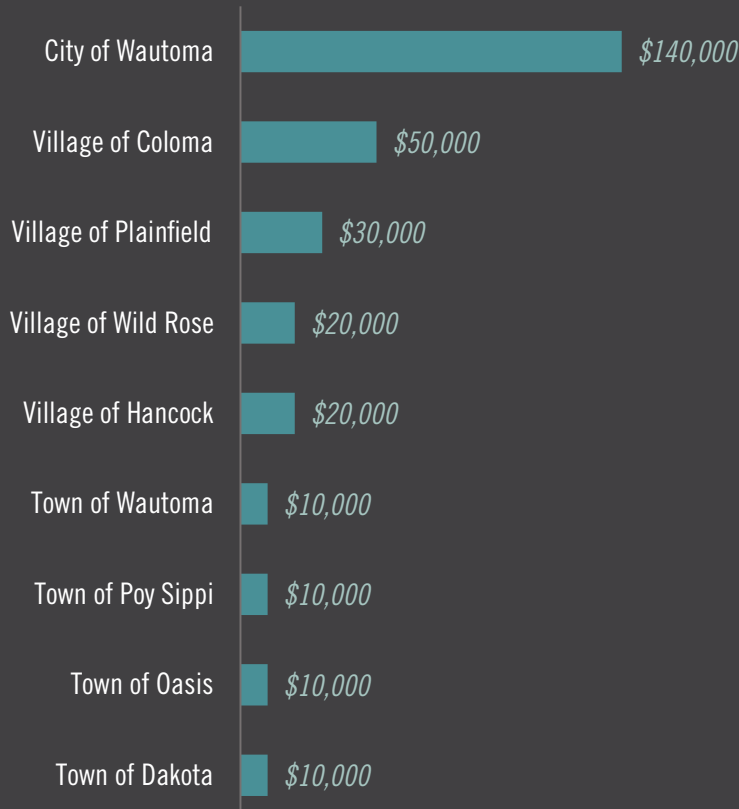 City of Wautoma $140,000
Village of Coloma $50,000
Village of Plainfield $30,000
Village of Wild Rose $20,000
Village of Hancock $20,000
Town of Wautoma $10,000
Town of Poy Sippi $10,000
Town of Oasis $10,000
Town of Dakota $10,000